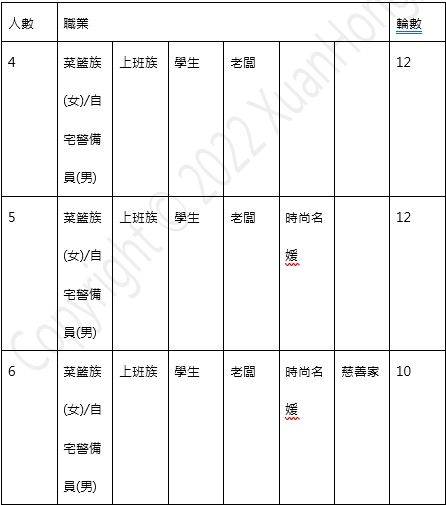 人數 職業 輪數
4 菜籃族 上班族 學生 老闆 12
(女)/自
宅警備
員(男)
5 菜籃族 上班族 學生 老闆 時尚名 12
(女)/自 媛
宅警備
員(男)
6 菜籃族 上班族 學生 老闆 時尚名 慈善家 10
(女)/自 媛
宅警備
員(男)
Copyright © 2022 XuanHong